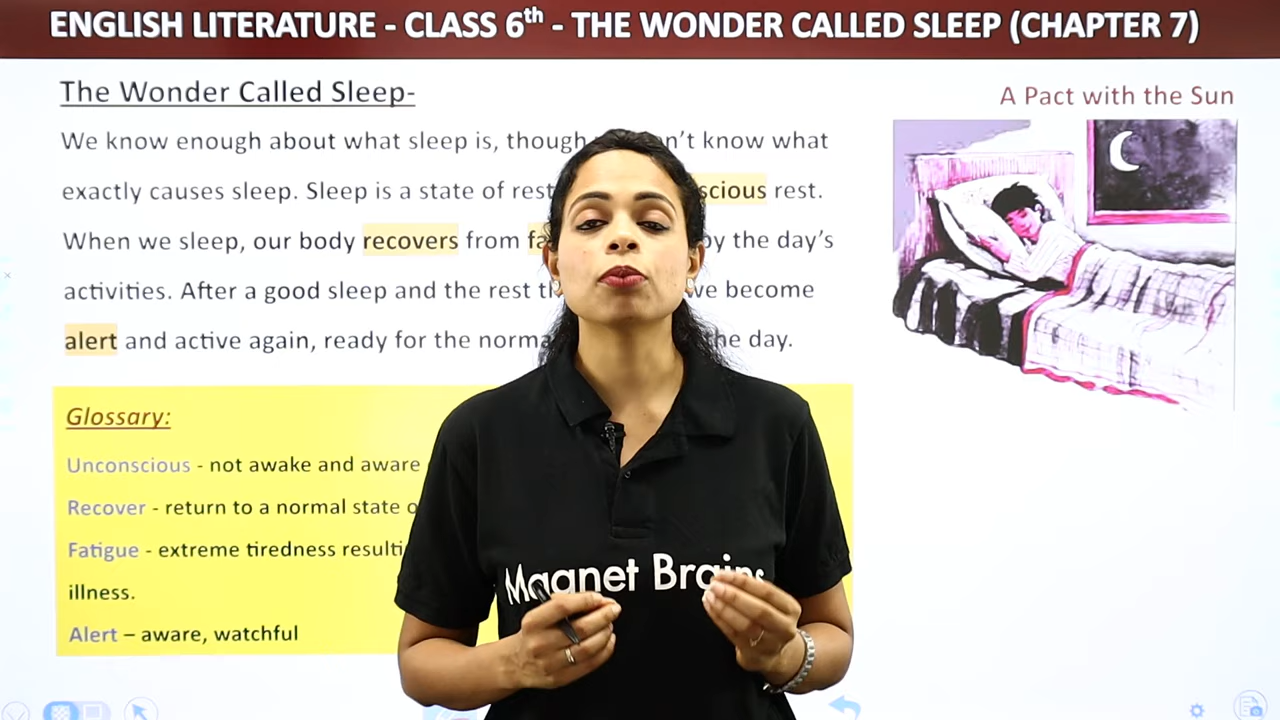 ENGLISH LITERATURE - CLASS 6th - THE WONDER CALLED SLEEP (CHAPTER 7)
The Wonder Called Sleep-
A Pact with the Sun
We know enough about what sleep is, though know what
exactly causes sleep. Sleep is a state of rest rest.
When we sleep, our body recovers from by the day's
activities. After a good sleep and the rest we become
alert and active again, ready for the day.
Glossary:
Unconscious - not awake and aware
Recover - return to a normal state
Fatigue - extreme tiredness
illness.
Alert – aware, watchful
Magnet Brains